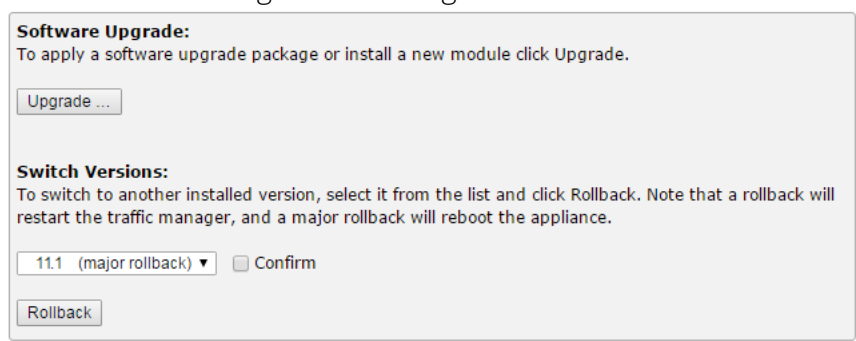 Software Upgrade:
To apply a software upgrade package or install a new module click Upgrade.
Upgrade ...
Switch Versions:
To switch to another installed version, select it from the list and click Rollback. Note that a rollback will
restart the traffic manager, and a major rollback will reboot the appliance.
11.1 (major rollback) ▼ Confirm
Rollback